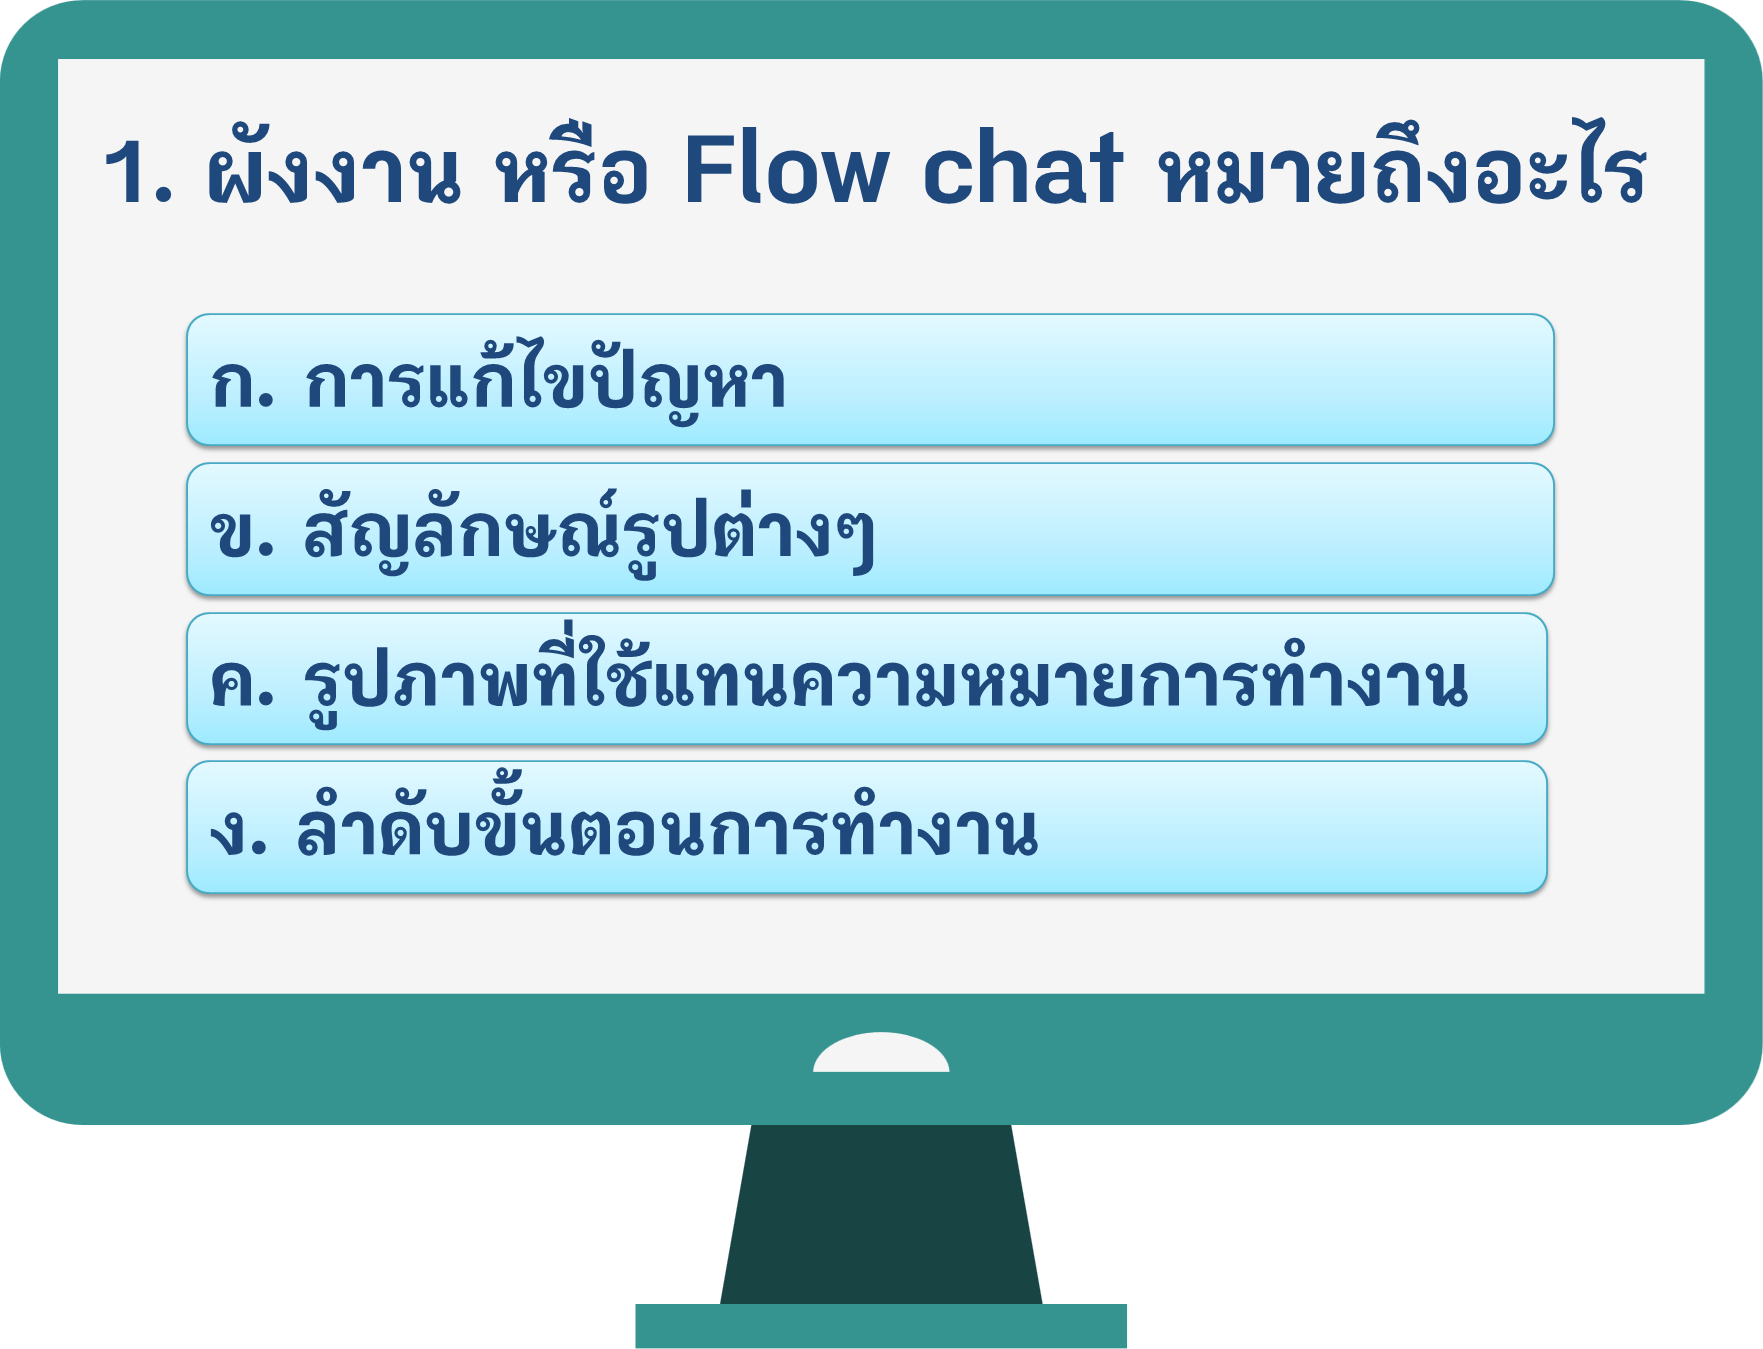 1. ผังงาน หรือ Flow chat หมายถึงอะไร
ก. การแก้ไขปัญหา
ข. สัญลักษณ์รูปต่างๆ
ค. รูปภาพที่ใช้แทนความหมายการทำงาน
ง. ลำดับขั้นตอนการทำงาน